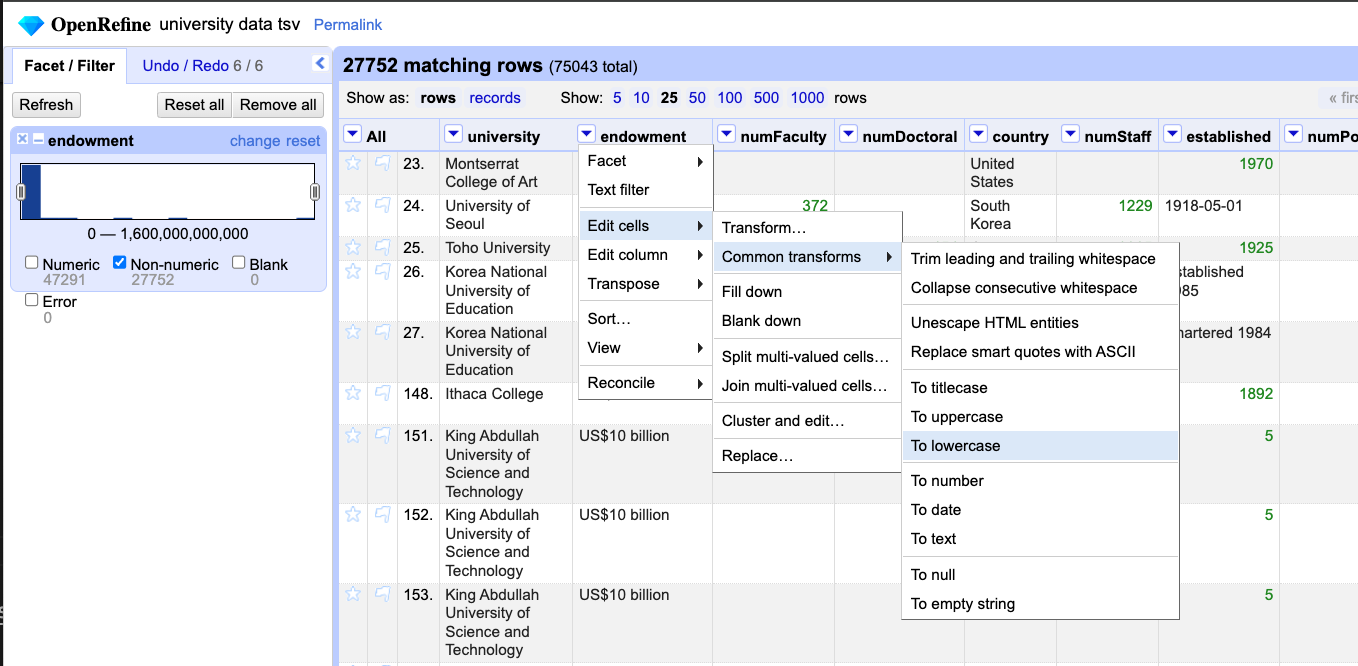 OpenRefine university data tsv Permalink
Facet / Filter Undo / Redo 6 / 6
Refresh Reset all Remove all
endowment change reset
0 — 1,600,000,000,000
Numeric 47291 Non-numeric 27752 Blank 0
Error 0
27752 matching rows (75043 total)
Show as: rows records Show: 5 10 25 50 100 500 1000 rows « firs
All university endowment numFaculty numDoctoral country numStaff established numPo
23. Montserrat College of Art United States 1970
24. University of Seoul 372 South Korea 1229 1918-05-01
25. Toho University 1925
26. Korea National University of Education stablished 985
27. Korea National University of Education hartered 1984
148. Ithaca College 1892
151. King Abdullah University of Science and Technology US$10 billion 5
152. King Abdullah University of Science and Technology US$10 billion 5
153. King Abdullah University of Science and Technology US$10 billion 5
Facet
Text filter
Edit cells
Edit column
Transpose
Sort…
View
Reconcile
Transform…
Common transforms
Fill down
Blank down
Split multi-valued cells…
Join multi-valued cells…
Cluster and edit…
Replace…
Trim leading and trailing whitespace
Collapse consecutive whitespace
Unescape HTML entities
Replace smart quotes with ASCII
To titlecase
To uppercase
To lowercase
To number
To date
To text
To null
To empty string